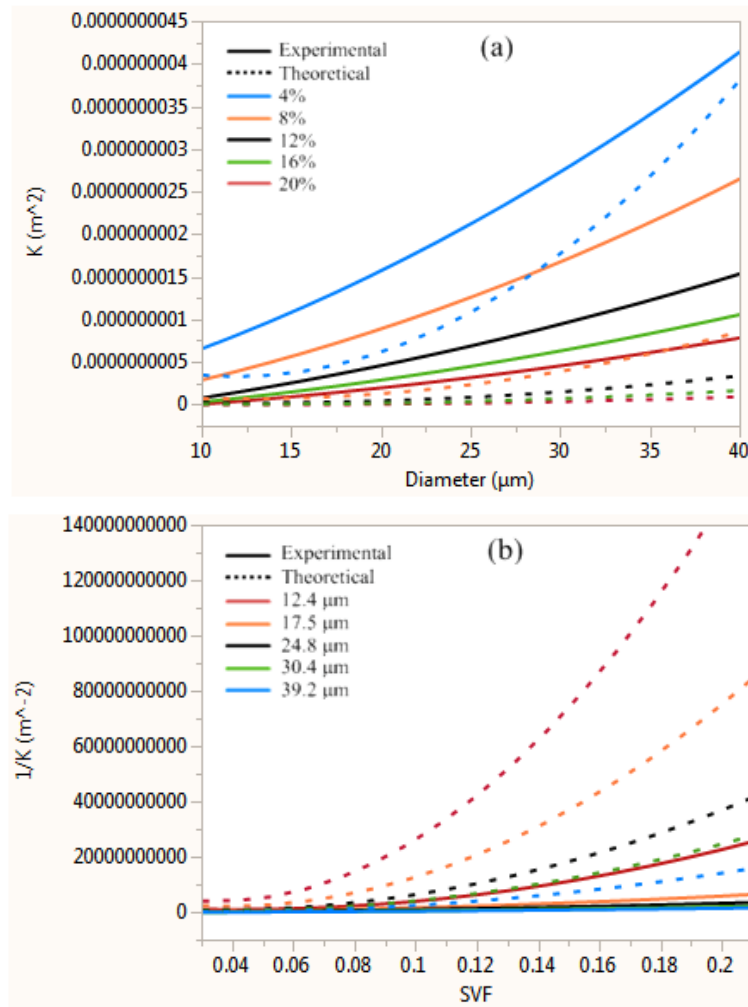 0.0000000045
0.000000004
0.0000000035
0.000000003
0.0000000025
0.000000002
0.0000000015
0.000000001
0.0000000005
0
K (m^2)
(a)
Experimental
Theoretical
4%
8%
12%
16%
20%
10 15 20 25 30 35 40
Diameter (µm)
140000000000
120000000000
100000000000
80000000000
60000000000
40000000000
20000000000
0
1/K (m^-2)
(b)
Experimental
Theoretical
12.4 µm
17.5 µm
24.8 µm
30.4 µm
39.2 µm
0.04 0.06 0.08 0.1 0.12 0.14 0.16 0.18 0.2
SVF